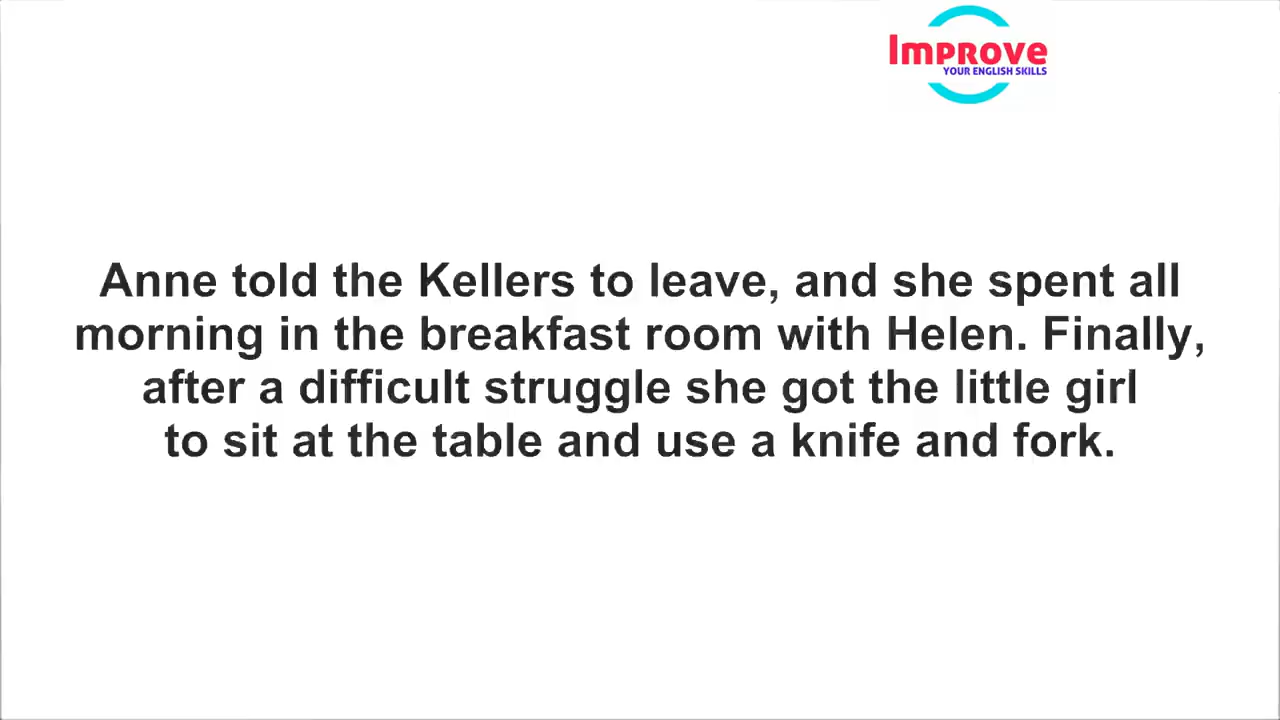 Improve
YOUR ENGLISH SKILLS
Anne told the Kellers to leave, and she spent all
morning in the breakfast room with Helen. Finally,
after a difficult struggle she got the little girl
to sit at the table and use a knife and fork.